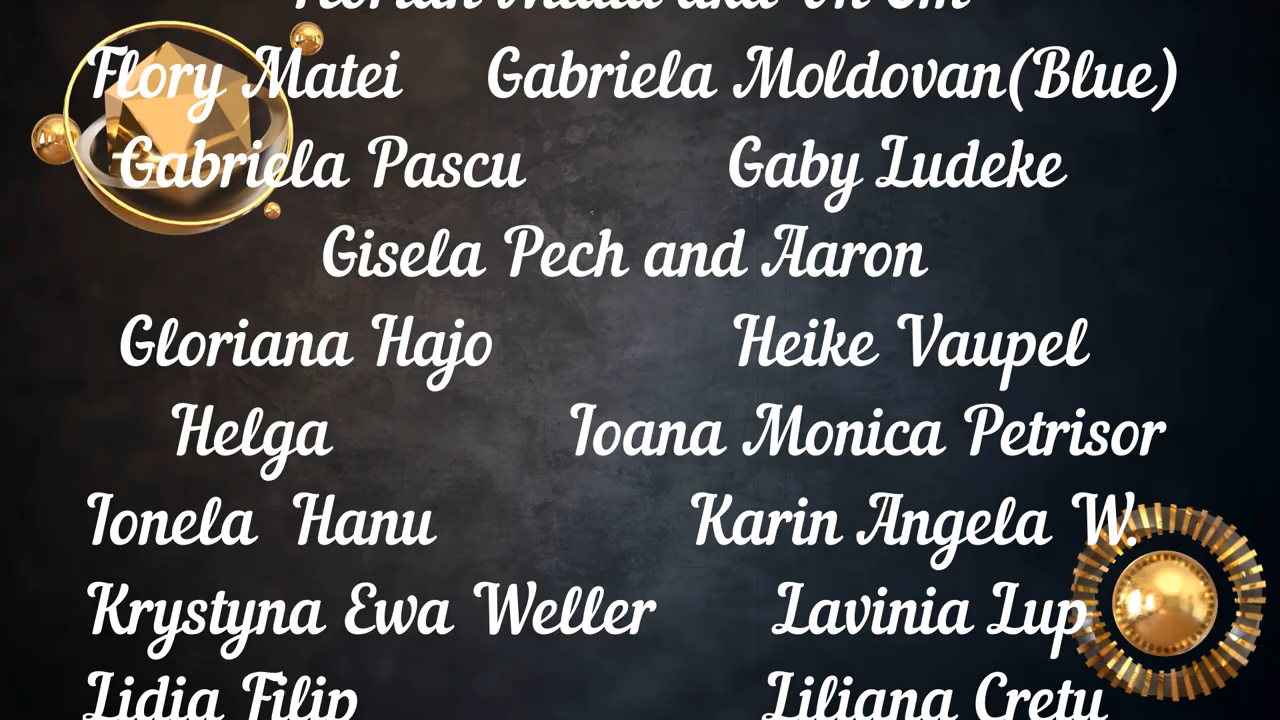 Flory Matei Gabriela Moldovan(Blue)
Gabriela Pascu Gaby Ludeke
Gisela Pech and Aaron
Gloriana Hajo Heike Vaupel
Helga Ioana Monica Petrisor
Ionela Hanu Karin Angela W.
Krystyna Ewa Weller Lavinia Lup
Lidia Filip Liliana Cretu